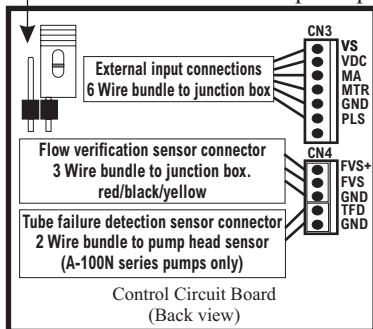 External input connections
6 Wire bundle to junction box
CN3
VS
VDC
MA
MTR
GND
PLS
Flow verification sensor connector
3 Wire bundle to junction box.
red/black/yellow
CN4
FVS+
FVS
GND
TFD
GND
Tube failure detection sensor connector
2 Wire bundle to pump head sensor
(A-100N series pumps only)
Control Circuit Board
(Back view)